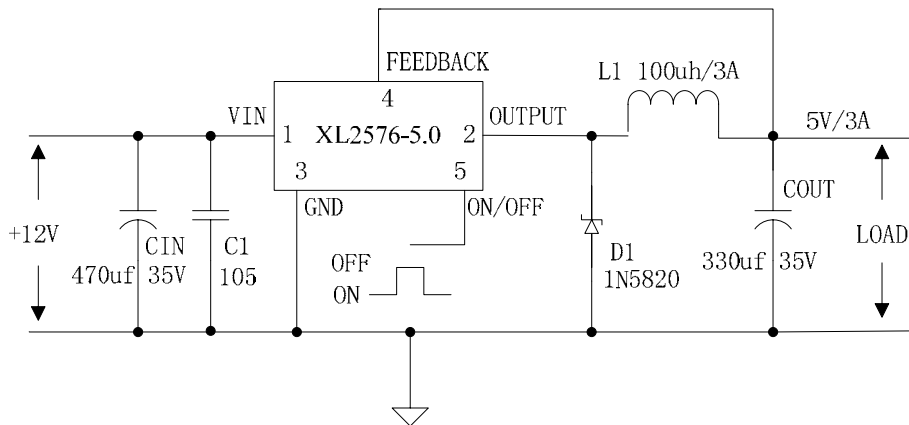 FEEDBACK
L1 100uh/3A
4
VIN
1
XL2576-5.0
2
OUTPUT
5V/3A
3
5
GND
ON/OFF
COUT
+12V
CIN
C1
OFF
D1
LOAD
470uf 35V
105
ON
1N5820
330uf 35V